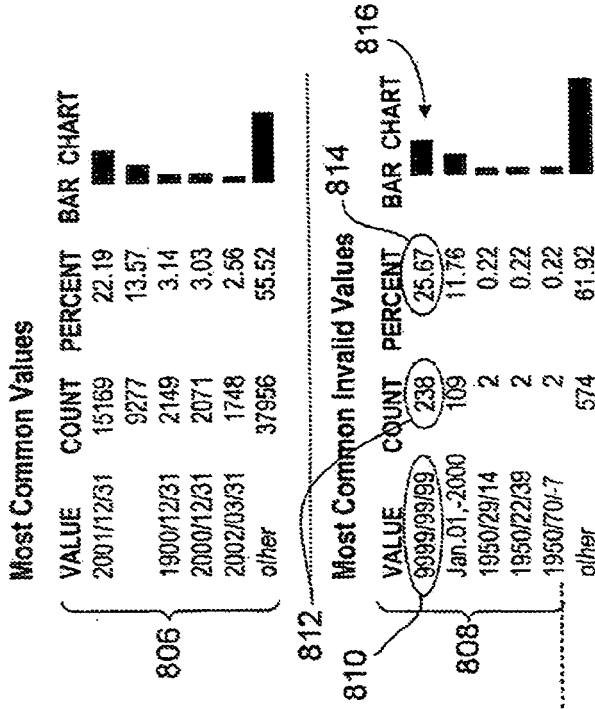 Most Common Values
VALUE COUNT PERCENT BAR CHART
2001/12/31 15169 22.19
9277 13.57
1900/12/31 2149 3.14
2000/12/31 2071 3.03
2002/03/31 1748 2.56
other 37956 55.52
806
Most Common Invalid Values
VALUE COUNT PERCENT BAR CHART
9999/99/99 238 25.67
Jan.01,-2000 109 11.76
1950/29/14 2 0.22
1950/22/39 2 0.22
1950/70/-7 2 0.22
other 574 61.92
808
810
812
814
816